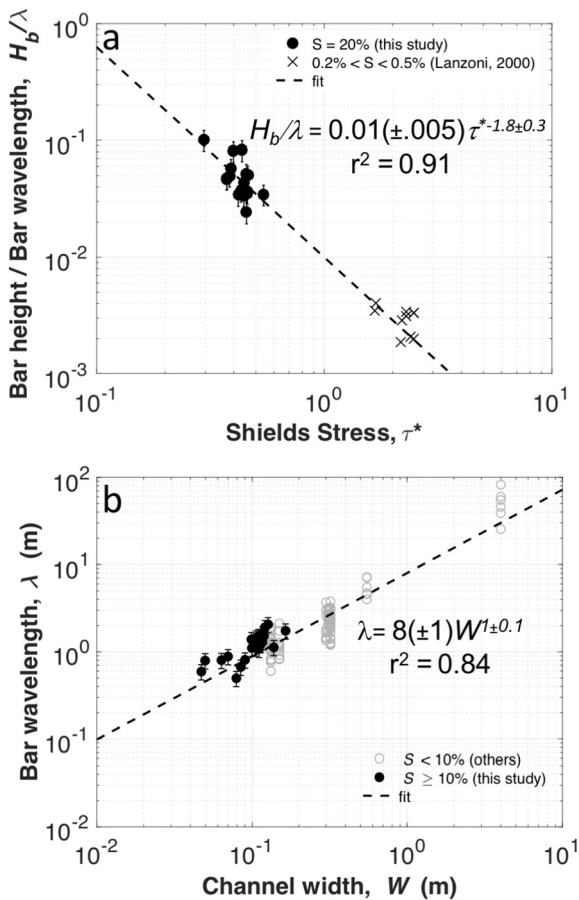 a
S = 20% (this study)
0.2% < S < 0.5% (Lanzoni, 2000)
fit
H_b/λ = 0.01(±.005)τ*^-1.8±0.3
r² = 0.91
Bar height / Bar wavelength, H_b/λ
10^0
10^-1
10^-2
10^-3
10^-1
10^0
10^1
Shields Stress, τ*
b
Bar wavelength, λ (m)
10^2
10^1
10^0
10^-1
10^-2
λ= 8(±1)W^1±0.1
r² = 0.84
S < 10% (others)
S ≥ 10% (this study)
fit
10^-2
10^-1
10^0
10^1
Channel width, W (m)